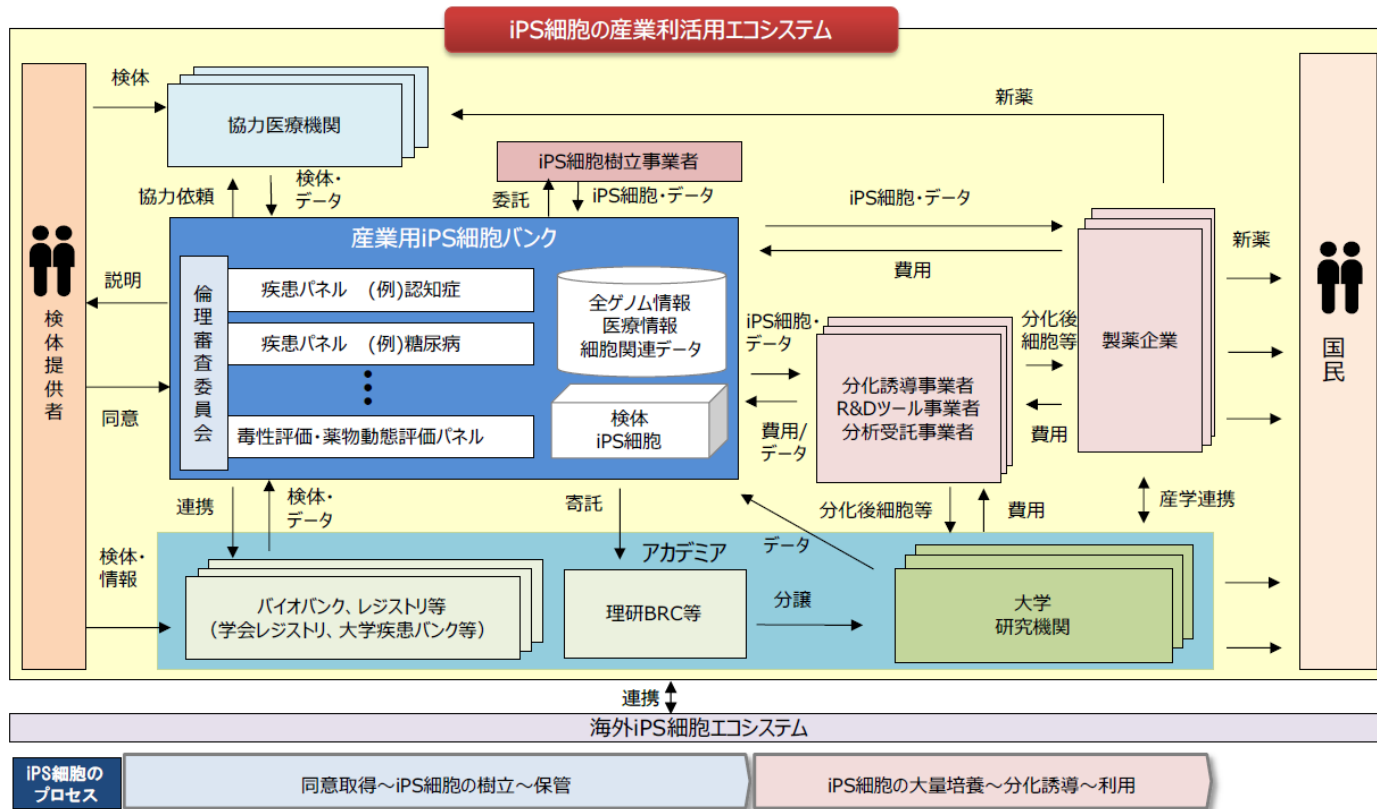 iPS細胞の産業利活用エコシステム
検体
協力医療機関
新薬
iPS細胞樹立事業者
協力依頼
検体・
データ
委託
iPS細胞・データ
iPS細胞・データ
費用
産業用iPS細胞バンク
倫理審査委員会
疾患パネル (例)認知症
疾患パネル (例)糖尿病
毒性評価・薬物動態評価パネル
全ゲノム情報
医療情報
細胞関連データ
検体
iPS細胞
説明
検体提供者
同意
iPS細胞・
データ
費用/
データ
分化誘導事業者
R&Dツール事業者
分析受託事業者
分化後
細胞等
費用
製薬企業
新薬
国民
連携
検体・
データ
寄託
データ
分化後細胞等
費用
産学連携
検体・
情報
アカデミア
バイオバンク、レジストリ等
(学会レジストリ、大学疾患バンク等)
理研BRC等
分譲
大学
研究機関
連携
海外iPS細胞エコシステム
iPS細胞の
プロセス
同意取得～iPS細胞の樹立～保管
iPS細胞の大量培養～分化誘導～利用